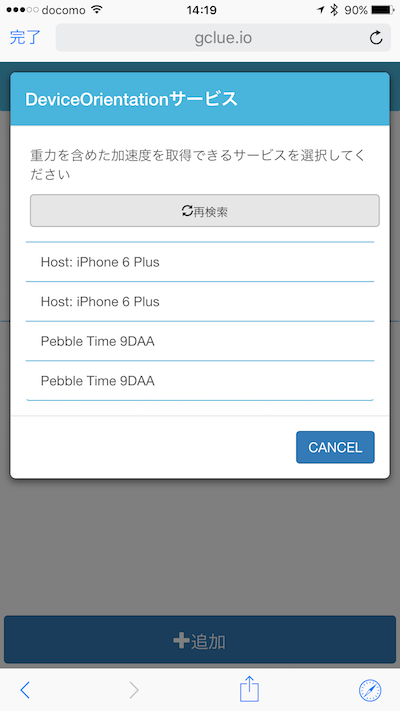 docomo 14:19 90%
完了 gclue.io
DeviceOrientationサービス
重力を含めた加速度を取得できるサービスを選択してく
ださい
再検索
Host: iPhone 6 Plus
Host: iPhone 6 Plus
Pebble Time 9DAA
Pebble Time 9DAA
CANCEL
追加